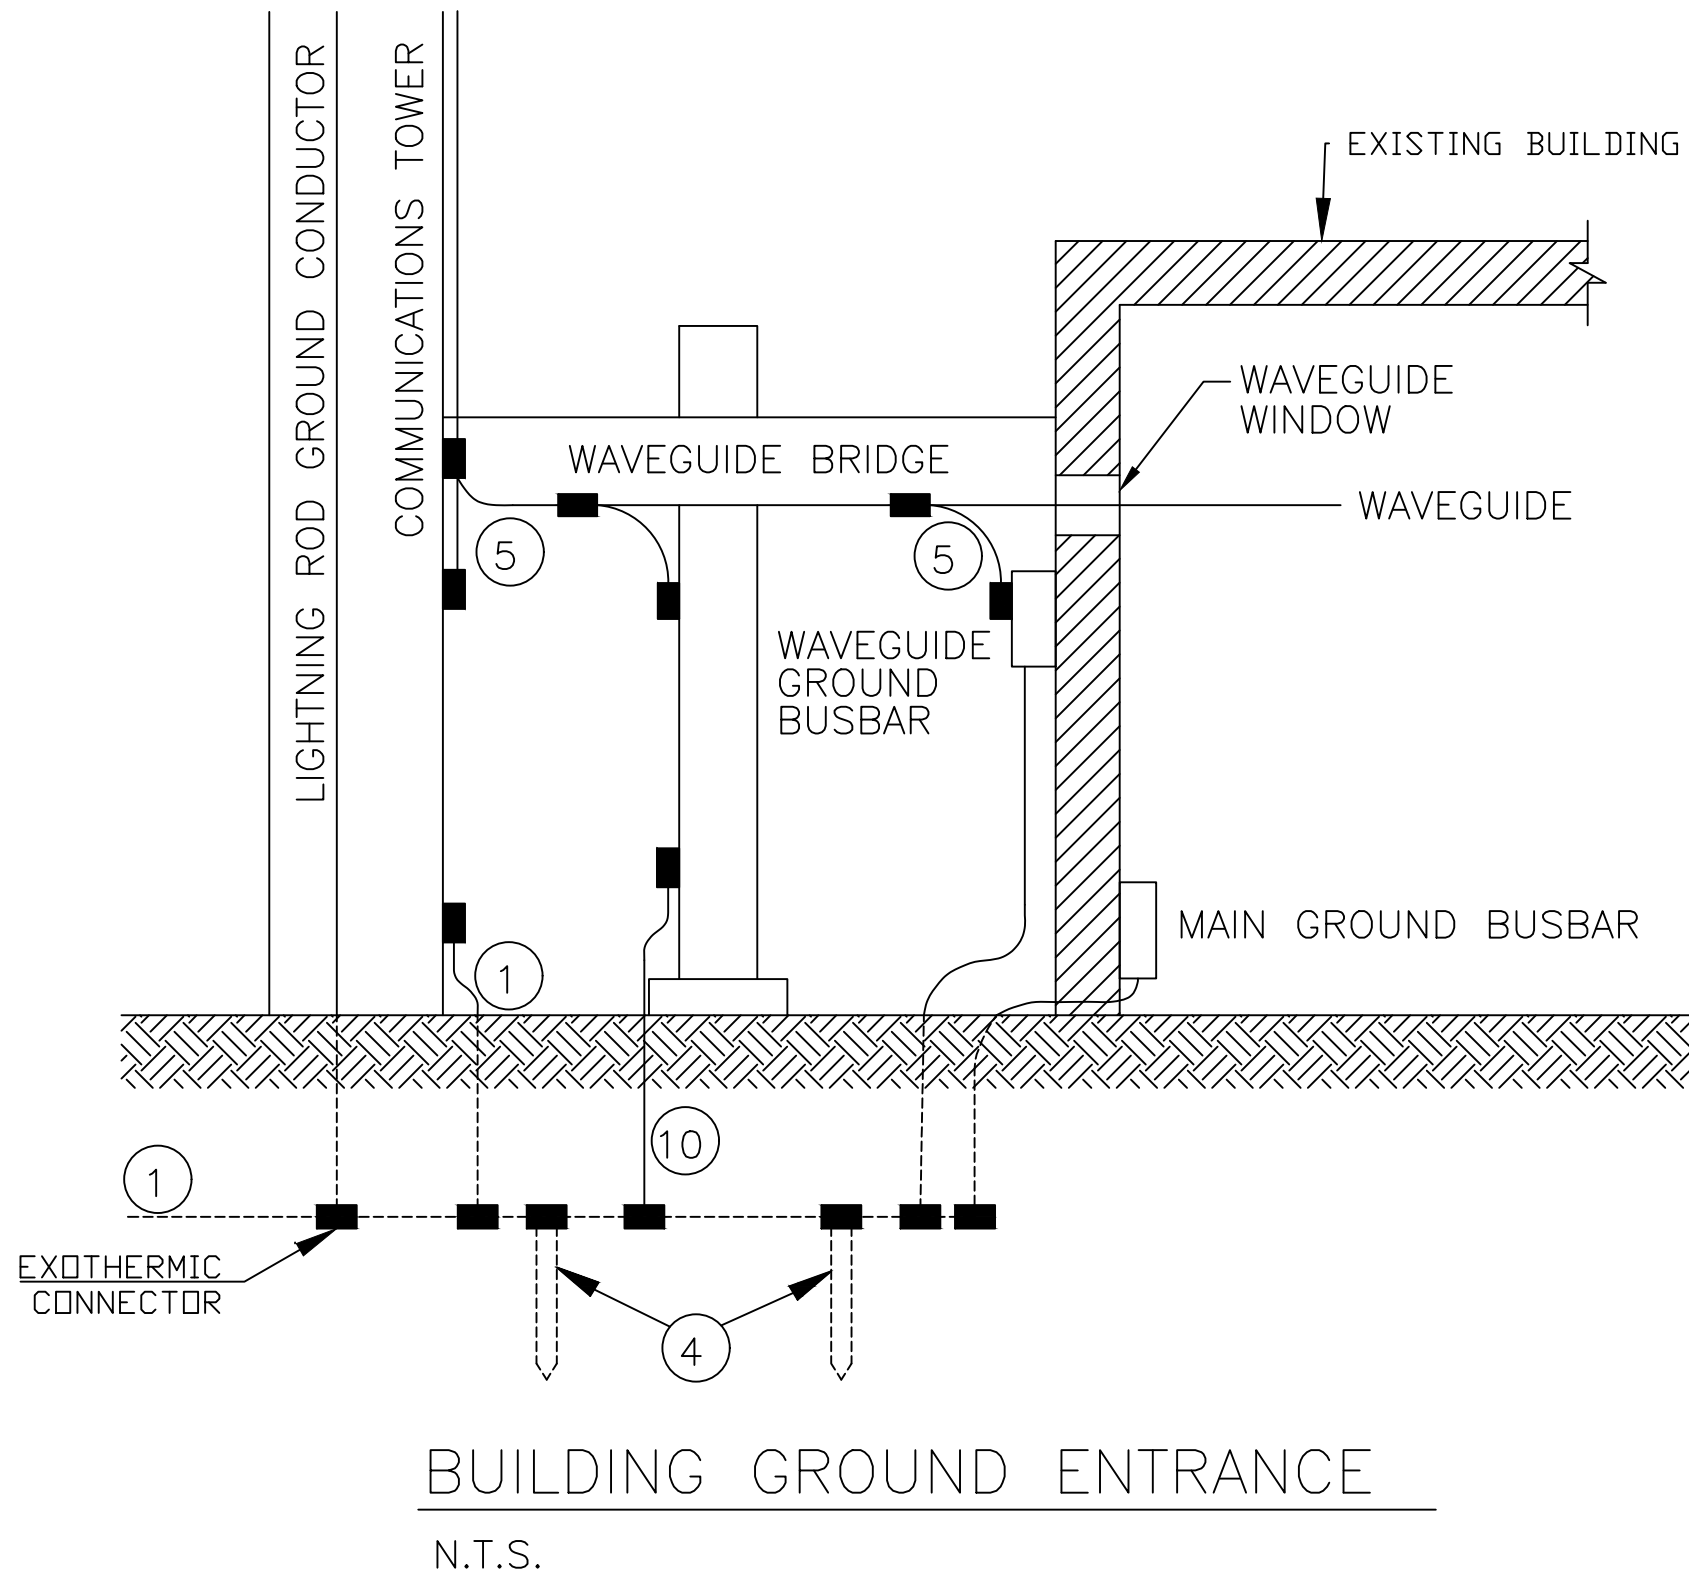 LIGHTNING ROD GROUND CONDUCTOR
COMMUNICATIONS TOWER
EXISTING BUILDING
WAVEGUIDE
WINDOW
WAVEGUIDE BRIDGE
WAVEGUIDE
5
5
WAVEGUIDE
GROUND
BUSBAR
MAIN GROUND BUSBAR
1
10
1
EXOTHERMIC
CONNECTOR
4
BUILDING GROUND ENTRANCE
N.T.S.